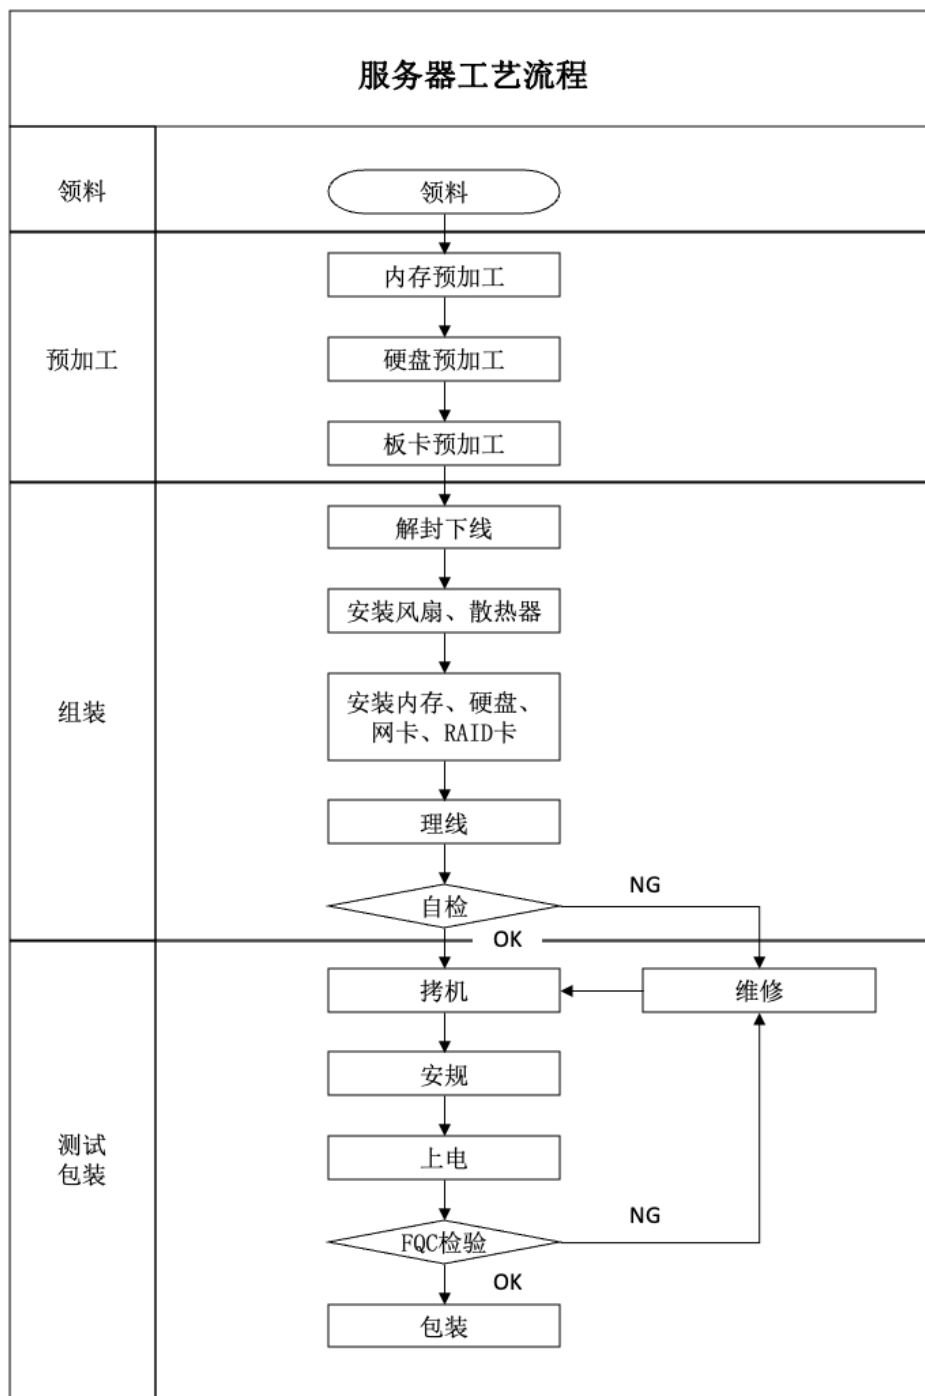 服务器工艺流程
领料
领料
预加工
内存预加工
硬盘预加工
板卡预加工
组装
解封下线
安装风扇、散热器
安装内存、硬盘、
网卡、RAID卡
理线
自检
NG
OK
测试
包装
拷机
维修
安规
上电
FQC检验
NG
OK
包装